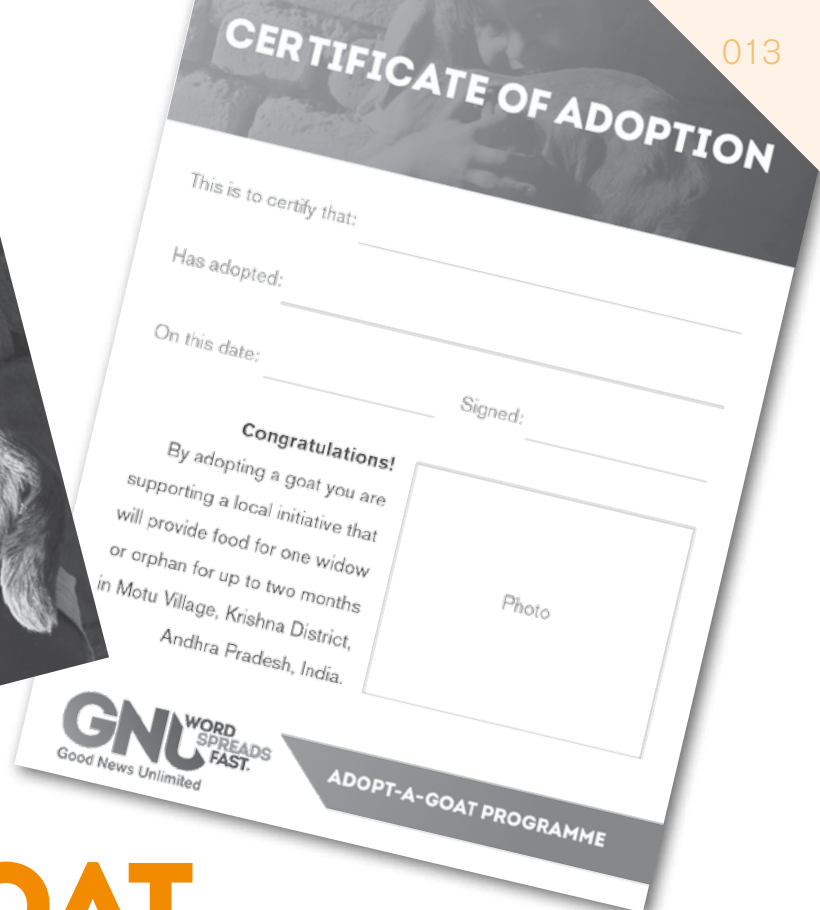 013
CERTIFICATE OF ADOPTION
This is to certify that:
Has adopted:
On this date:
Signed:
Congratulations!
By adopting a goat you are
supporting a local initiative that
will provide food for one widow
or orphan for up to two months
in Motu Village, Krishna District,
Andhra Pradesh, India.
Photo
GNU WORD
SPREADS
FAST.
Good News Unlimited
ADOPT-A-GOAT PROGRAMME
OAT